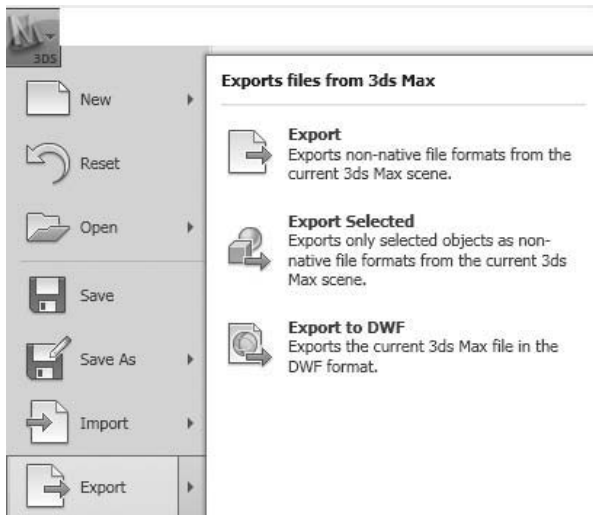 3DS
New
Reset
Open
Save
Save As
Import
Export
Exports files from 3ds Max
Export
Exports non-native file formats from the
current 3ds Max scene.
Export Selected
Exports only selected objects as non-
native file formats from the current 3ds
Max scene.
Export to DWF
Exports the current 3ds Max file in the
DWF format.